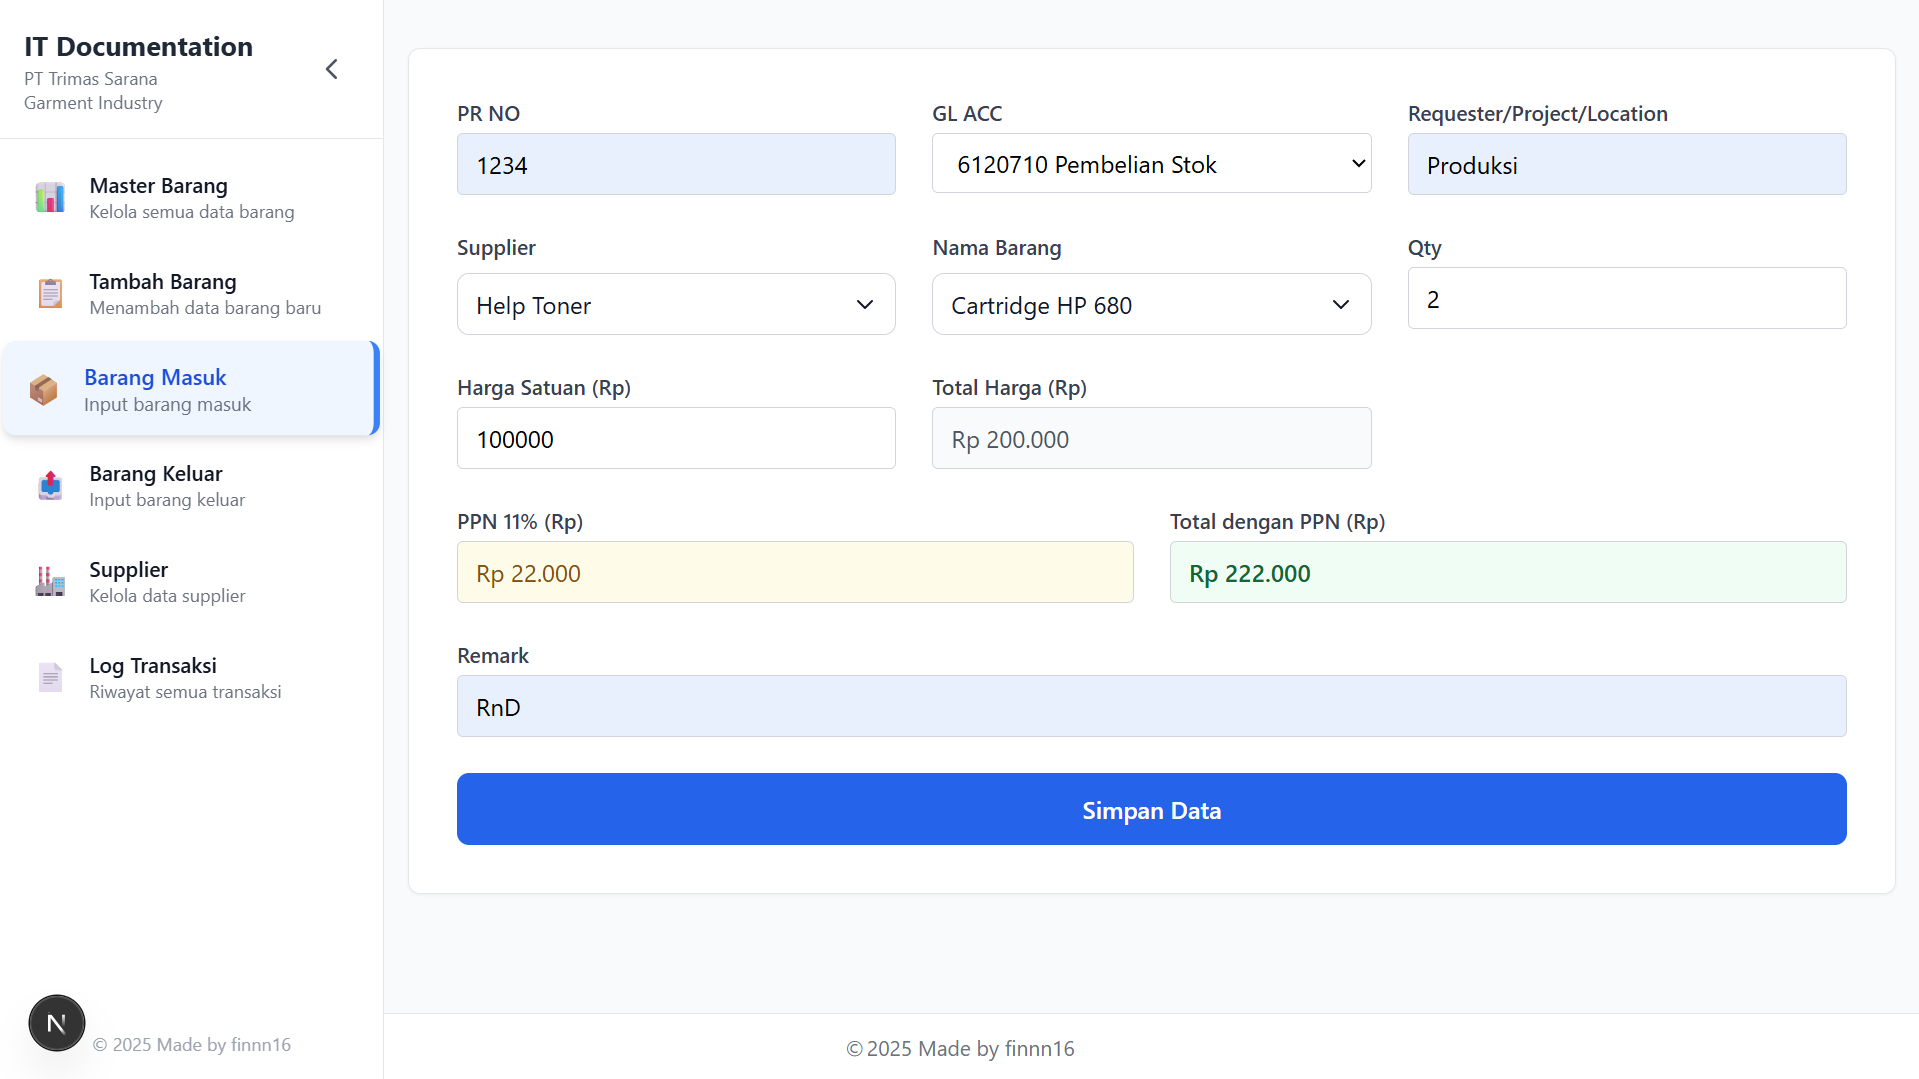 IT Documentation
PT Trimas Sarana
Garment Industry
Master Barang
Kelola semua data barang
Tambah Barang
Menambah data barang baru
Barang Masuk
Input barang masuk
Barang Keluar
Input barang keluar
Supplier
Kelola data supplier
Log Transaksi
Riwayat semua transaksi
N
© 2025 Made by finnn16
PR NO
1234
GL ACC
6120710 Pembelian Stok
Requester/Project/Location
Produksi
Supplier
Help Toner
Nama Barang
Cartridge HP 680
Qty
2
Harga Satuan (Rp)
100000
Total Harga (Rp)
Rp 200.000
PPN 11% (Rp)
Rp 22.000
Total dengan PPN (Rp)
Rp 222.000
Remark
RnD
Simpan Data
© 2025 Made by finnn16